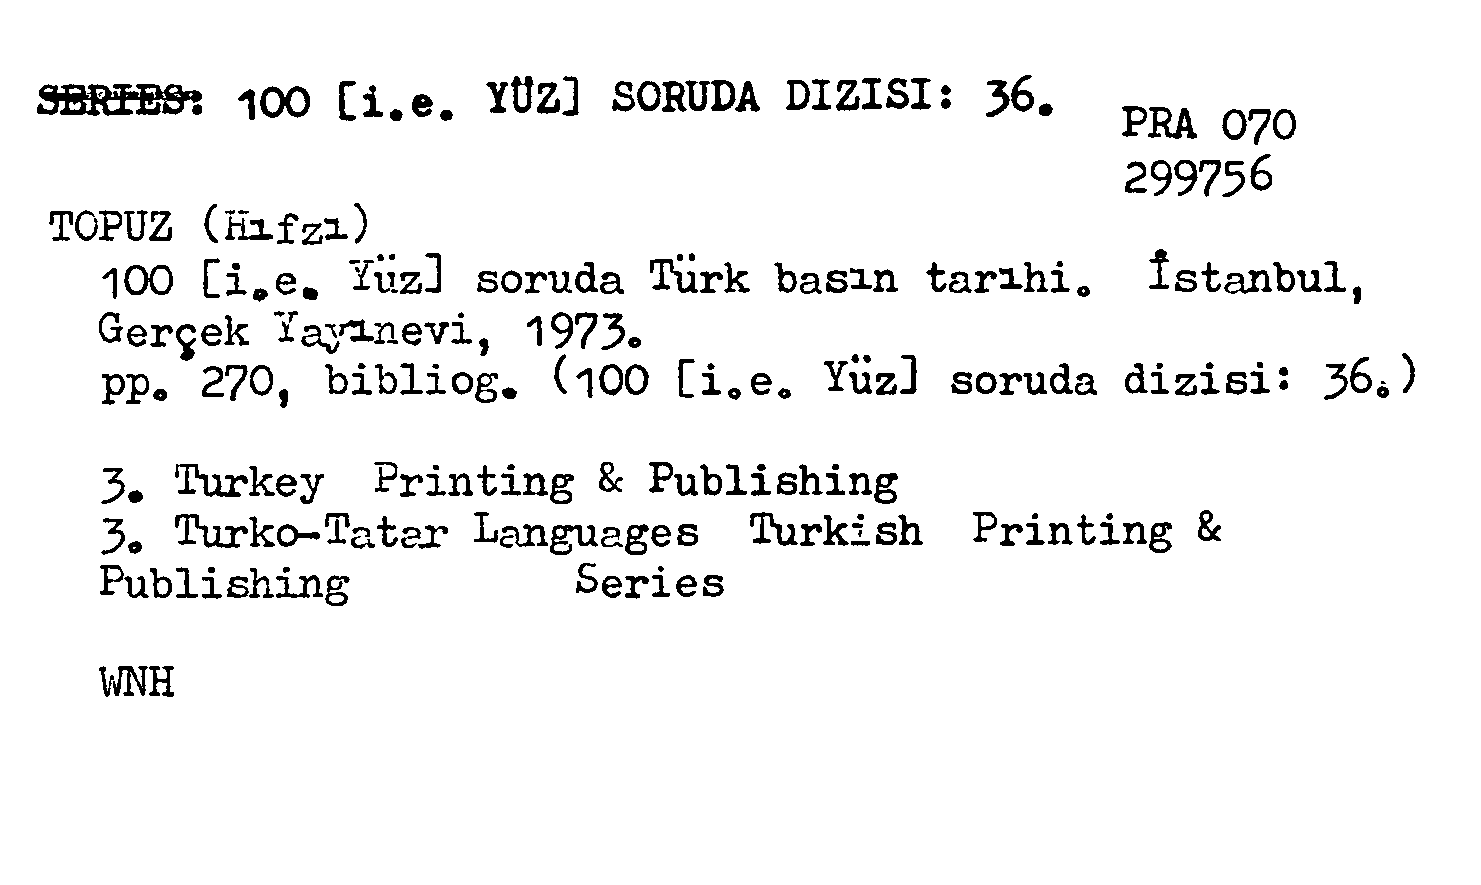 SERIES: 100 [i.e. YÜZ] SORUDA DIZISI: 36.
PRA 070
299756
TOPUZ (Hıfzı)
100 [i.e. Yüz] soruda Türk basın tarıhi. İstanbul,
Gerçek Yayınevi, 1973.
pp. 270, bibliog. (100 [i.e. Yüz] soruda dizisi: 36.)
3. Turkey Printing & Publishing
3. Turko-Tatar Languages Turkish Printing &
Publishing Series
WNH